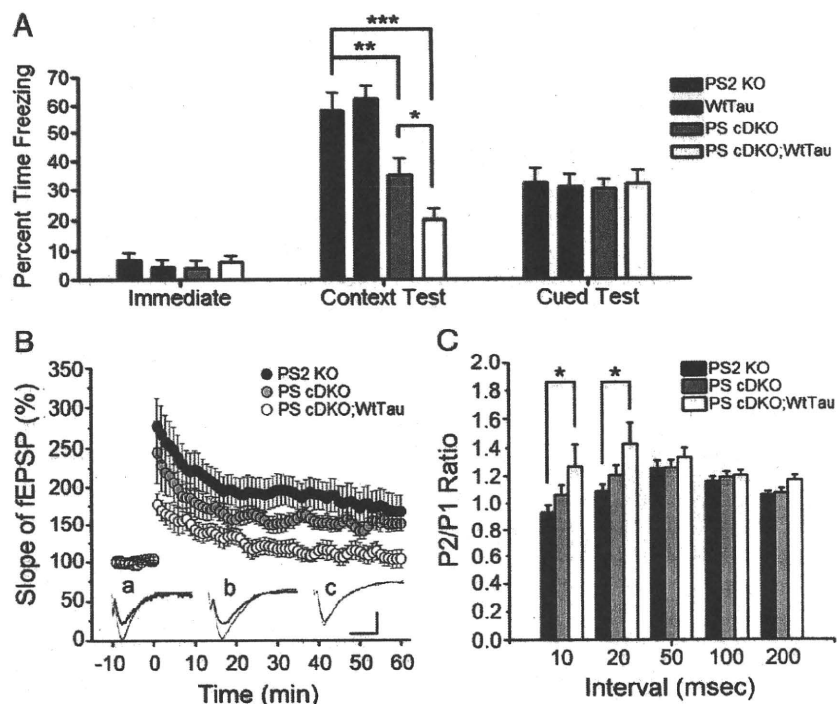 A
Percent Time Freezing
70
60
50
40
30
20
10
0
***
**
*
PS2 KO
WtTau
PS cDKO
PS cDKO;WtTau
Immediate
Context Test
Cued Test
B
Slope of fEPSP (%)
350
300
250
200
150
100
50
0
PS2 KO
PS cDKO
PS cDKO;WtTau
a
b
c
-10 0 10 20 30 40 50 60
Time (min)
C
P2/P1 Ratio
2.0
1.8
1.6
1.4
1.2
1.0
0.8
0.6
0.4
0.2
0.0
*
*
PS2 KO
PS cDKO
PS cDKO;WtTau
10 20 50 100 200
Interval (msec)